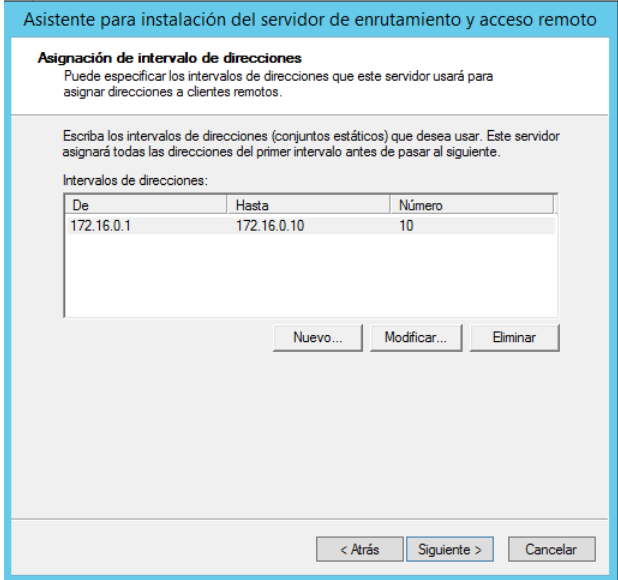 Asistente para instalación del servidor de enrutamiento y acceso remoto
Asignación de intervalo de direcciones
Puede especificar los intervalos de direcciones que este servidor usará para
asignar direcciones a clientes remotos.
Escriba los intervalos de direcciones (conjuntos estáticos) que desea usar. Este servidor
asignará todas las direcciones del primer intervalo antes de pasar al siguiente.
Intervalos de direcciones:
De Hasta Número
172.16.0.1 172.16.0.10 10
Nuevo... Modificar... Eliminar
< Atrás Siguiente > Cancelar